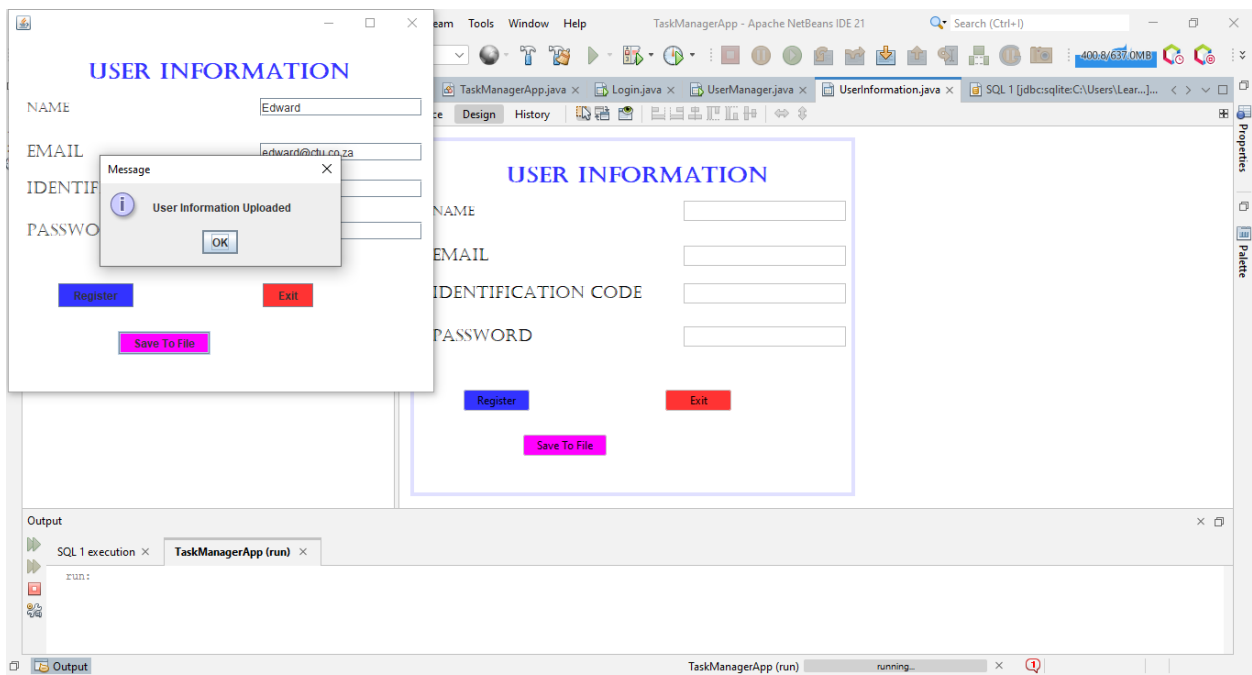 eam Tools Window Help TaskManagerApp - Apache NetBeans IDE 21 Search (Ctrl+I)
400.8/637.0MB
TaskManagerApp.java Login.java UserManager.java UserInformation.java SQL 1 [jdbc:sqlite:C:\Users\Lear...]...
ce Design History
USER INFORMATION
NAME Edward
EMAIL edward@ctu.co.za
IDENTIF
PASSWO
Message
User Information Uploaded
OK
Register Exit
Save To File
USER INFORMATION
NAME
EMAIL
IDENTIFICATION CODE
PASSWORD
Register Exit
Save To File
Properties
Palette
Output
SQL 1 execution TaskManagerApp (run)
run:
Output TaskManagerApp (run) running... 1